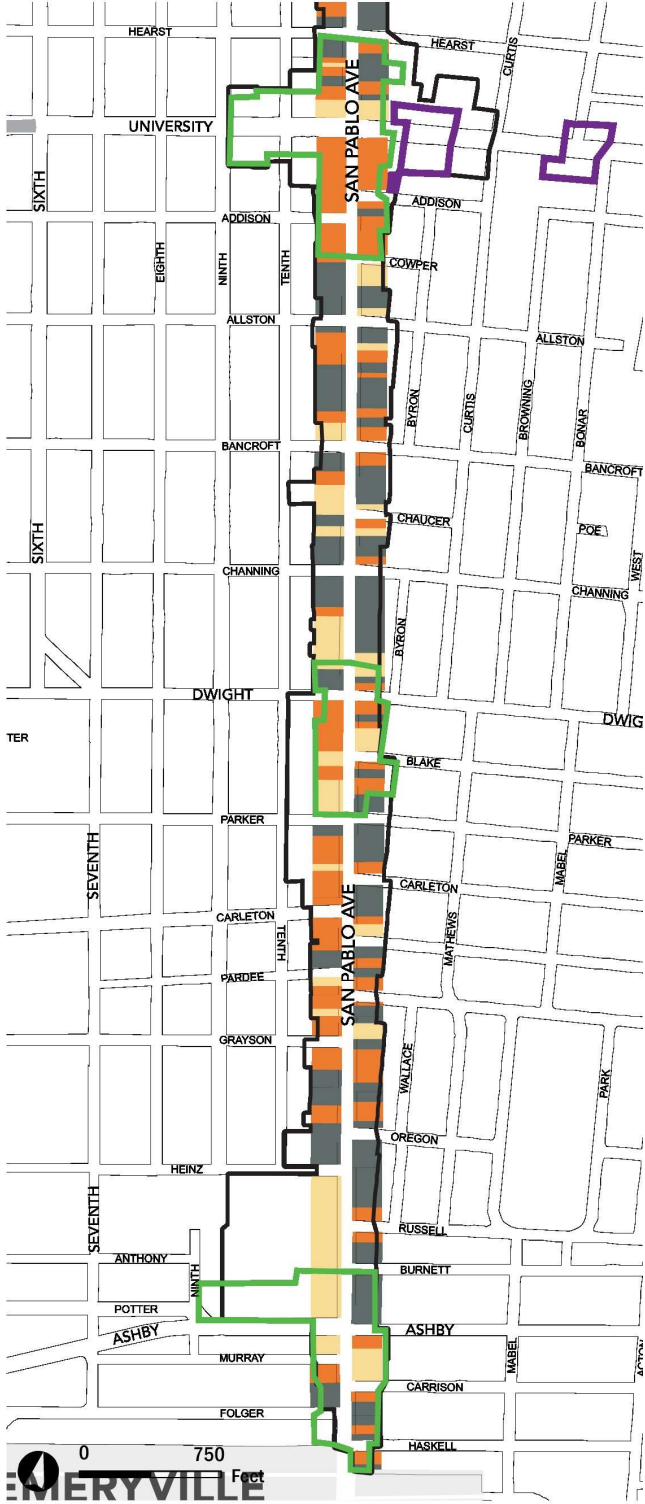 HEARST
HEARST
CURTIS
SAN PABLO AVE
UNIVERSITY
SIXTH
ADDISON
ADDISON
EIGHTH
NINTH
TENTH
COWPER
ALLSTON
ALLSTON
BYRON
CURTIS
BROWNING
BONAR
BANCROFT
BANCROFT
CHAUCER
POE
SIXTH
WEST
CHANNING
CHANNING
BYRON
DWIGHT
DWIG
TER
BLAKE
PARKER
PARKER
SEVENTH
MABEL
CARLETON
SAN PABLO AVE
CARLETON
TENTH
MATHEWS
PARDEE
GRAYSON
WALLACE
PARK
OREGON
HEINZ
SEVENTH
RUSSELL
ANTHONY
BURNETT
NINTH
POTTER
ASHBY
ASHBY
MURRAY
MABEL
ACTON
CARRISON
FOLGER
HASKELL
0 750
Feet
EMERYVILLE